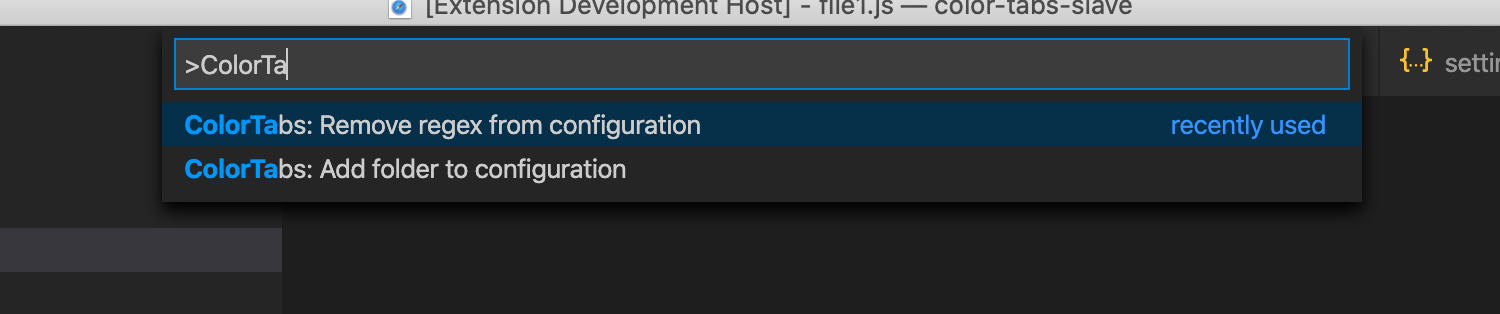 [Extension Development Host] - file1.js — color-tabs-slave
>ColorTa
{..}
ColorTabs: Remove regex from configuration recently used
ColorTabs: Add folder to configuration